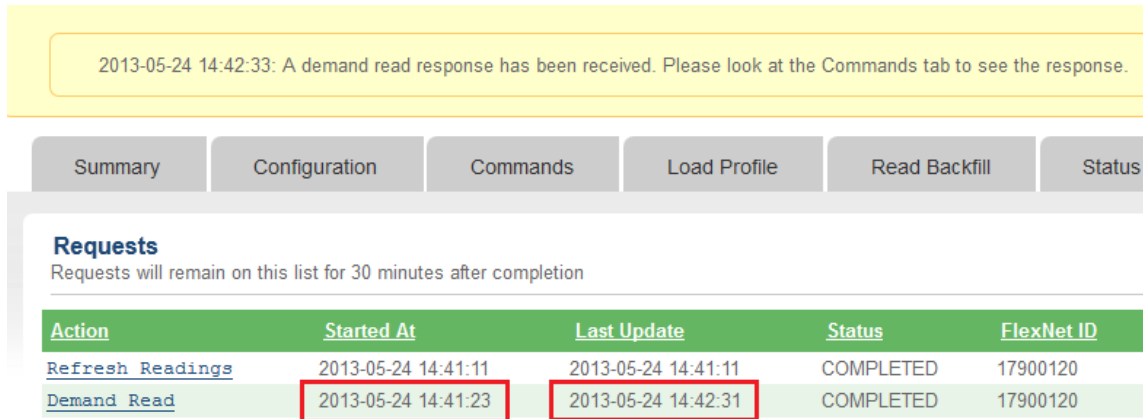 2013-05-24 14:42:33: A demand read response has been received. Please look at the Commands tab to see the response.
Summary Configuration Commands Load Profile Read Backfill Status
Requests
Requests will remain on this list for 30 minutes after completion
Action Started At Last Update Status FlexNet ID
Refresh Readings 2013-05-24 14:41:11 2013-05-24 14:41:11 COMPLETED 17900120
Demand Read 2013-05-24 14:41:23 2013-05-24 14:42:31 COMPLETED 17900120